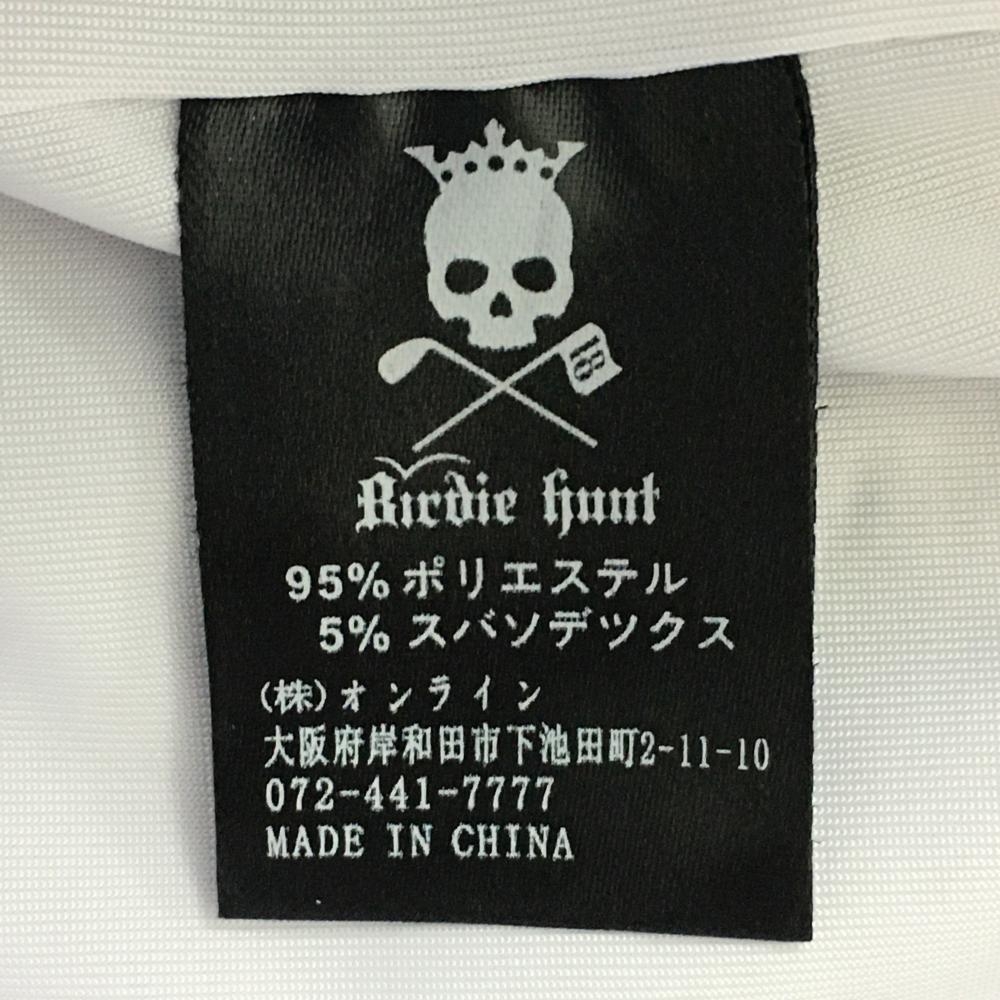 18
Birdie hunt
95% ポリエステル
5% スバソデツクス
(株)オンライン
大阪府岸和田市下池田町2-11-10
072-441-7777
MADE IN CHINA